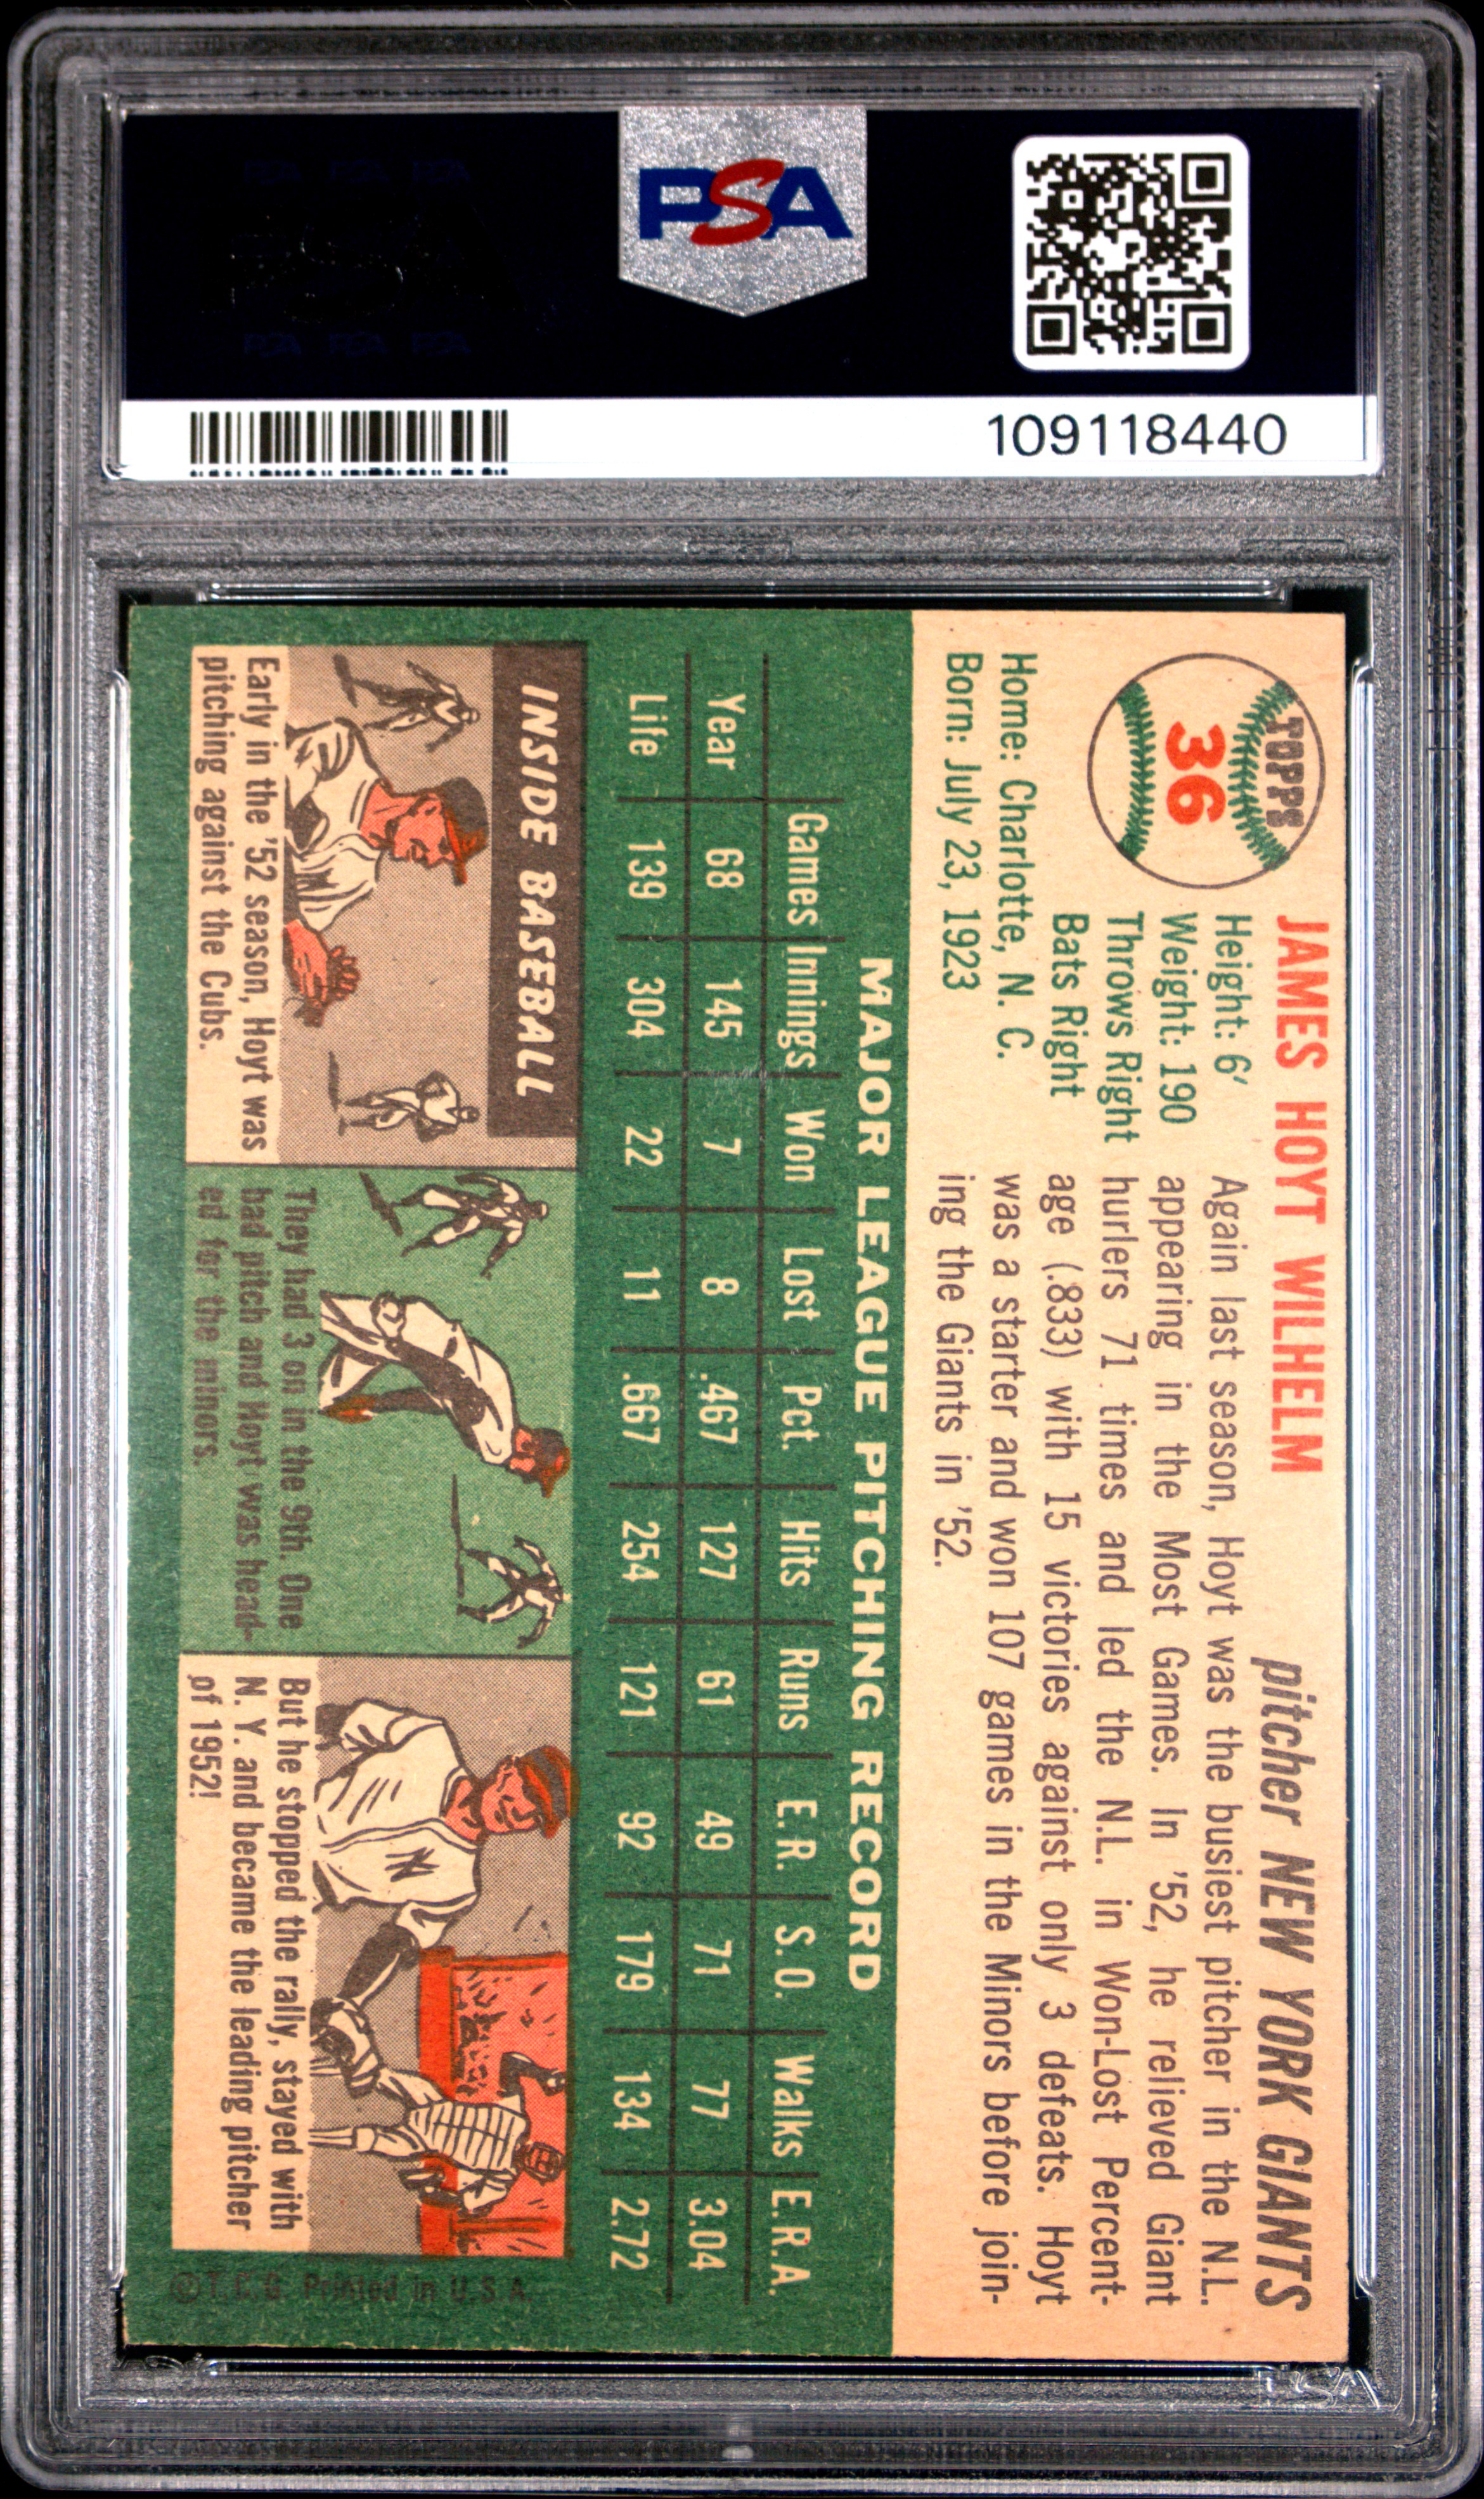 PSA
109118440
TOPPS
36
JAMES HOYT WILHELM
pitcher NEW YORK GIANTS
Height: 6'
Weight: 190
Throws Right
Bats Right
Home: Charlotte, N. C.
Born: July 23, 1923
Again last season, Hoyt was the busiest pitcher in the N.L.
appearing in the Most Games. In '52, he relieved Giant
hurlers 71 times and led the N.L. in Won-Lost Percent-
age (.833) with 15 victories against only 3 defeats. Hoyt
was a starter and won 107 games in the Minors before join-
ing the Giants in '52.
MAJOR LEAGUE PITCHING RECORD
Games Innings Won Lost Pct. Hits Runs E.R. S.O. Walks E.R.A.
Year 68 145 7 8 .467 127 61 49 71 77 3.04
Life 139 304 22 11 .667 254 121 92 179 134 2.72
INSIDE BASEBALL
Early in the '52 season, Hoyt was
pitching against the Cubs.
They had 3 on in the 9th. One
bad pitch and Hoyt was head-
ed for the minors.
But he stopped the rally, stayed with
N. Y. and became the leading pitcher
of 1952!
© T.C.G. Printed in U.S.A.
PSA